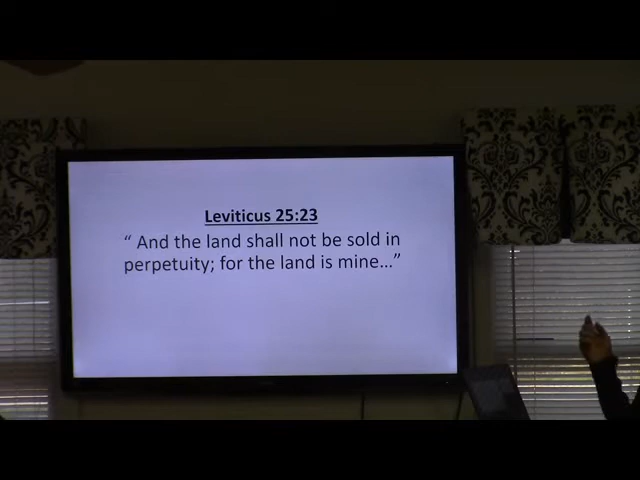 Leviticus 25:23
“ And the land shall not be sold in
perpetuity; for the land is mine...”